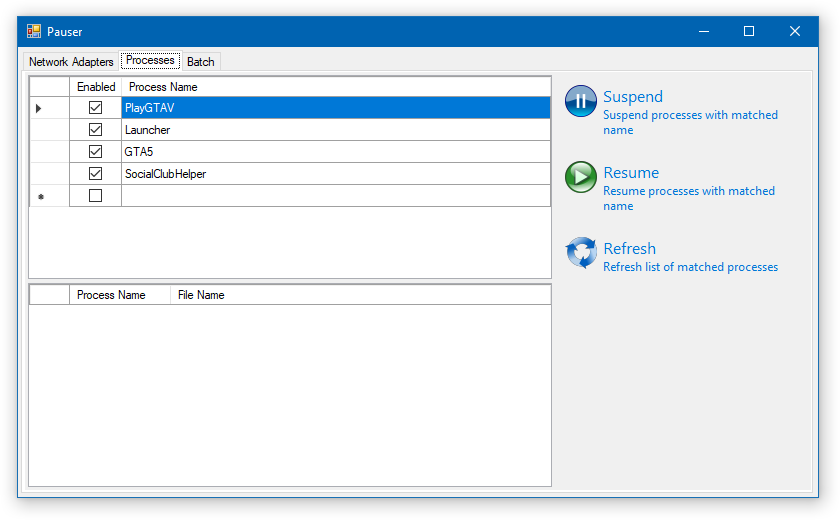 Pauser
Network Adapters Processes Batch
Enabled Process Name
PlayGTAV
Launcher
GTA5
SocialClubHelper
Process Name File Name
Suspend
Suspend processes with matched
name
Resume
Resume processes with matched
name
Refresh
Refresh list of matched processes